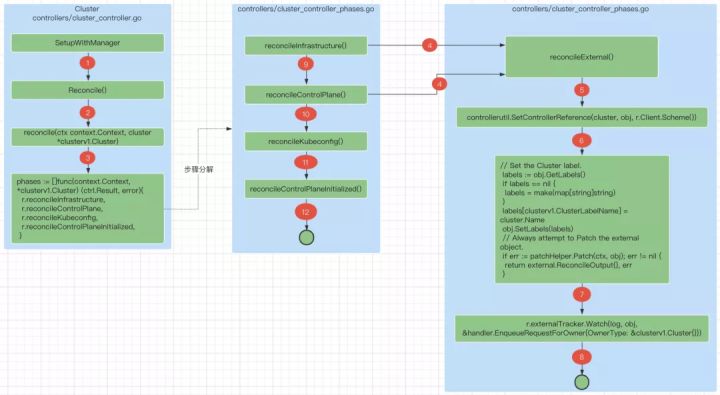 Cluster
controllers/cluster_controller.go
SetupWithManager
1
Reconcile()
2
reconcile(ctx context.Context, cluster
*clusterv1.Cluster)
3
phases := []func(context.Context,
*clusterv1.Cluster) (ctrl.Result, error){
r.reconcileInfrastructure,
r.reconcileControlPlane,
r.reconcileKubeconfig,
r.reconcileControlPlaneInitialized,
}
步骤分解
controllers/cluster_controller_phases.go
reconcileInfrastructure()
9
reconcileControlPlane()
10
reconcileKubeconfig()
11
reconcileControlPlaneInitialized()
12
4
4
controllers/cluster_controller_phases.go
reconcileExternal()
5
controllerutil.SetControllerReference(cluster, obj, r.Client.Scheme())
6
// Set the Cluster label.
labels := obj.GetLabels()
if labels == nil {
labels = make(map[string]string)
}
labels[clusterv1.ClusterLabelName] =
cluster.Name
obj.SetLabels(labels)
// Always attempt to Patch the external
object.
if err := patchHelper.Patch(ctx, obj); err != nil {
return external.ReconcileOutput{}, err
}
7
r.externalTracker.Watch(log, obj,
&handler.EnqueueRequestForOwner{OwnerType: &clusterv1.Cluster{}})
8